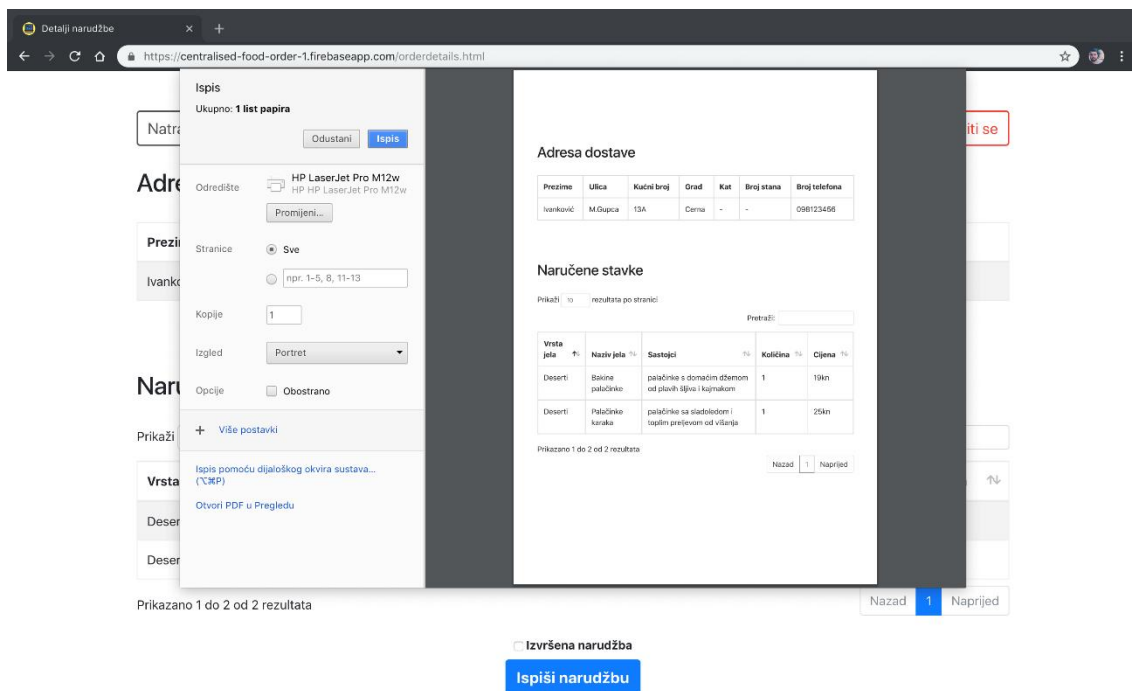 Detalji narudžbe
https://centralised-food-order-1.firebaseapp.com/orderdetails.html
Natra
iti se
Adre
Prezi
Ivanko
Naru
Prikaži
Vrsta
Deser
Deser
Prikazano 1 do 2 od 2 rezultata
Nazad 1 Naprijed
Izvršena narudžba
Ispiši narudžbu
Ispis
Ukupno: 1 list papira
Odustani Ispis
Odredište HP LaserJet Pro M12w
HP HP LaserJet Pro M12w
Promijeni...
Stranice Sve
npr. 1-5, 8, 11-13
Kopije 1
Izgled Portret
Opcije Obostrano
+ Više postavki
Ispis pomoću dijaloškog okvira sustava...
(⌥⌘P)
Otvori PDF u Pregledu
Adresa dostave
Prezime Ulica Kućni broj Grad Kat Broj stana Broj telefona
Ivanković M.Gupca 13A Cerna - - 098123456
Naručene stavke
Prikaži 10 rezultata po stranici
Pretraži:
Vrsta
jela Naziv jela Sastojci Količina Cijena
Deserti Bakine palačinke s domaćim džemom 1 19kn
palačinke od plavih šljiva i kajmakom
Deserti Palačinke palačinke sa sladoledom i 1 25kn
karaka toplim preljevom od višanja
Prikazano 1 do 2 od 2 rezultata
Nazad 1 Naprijed